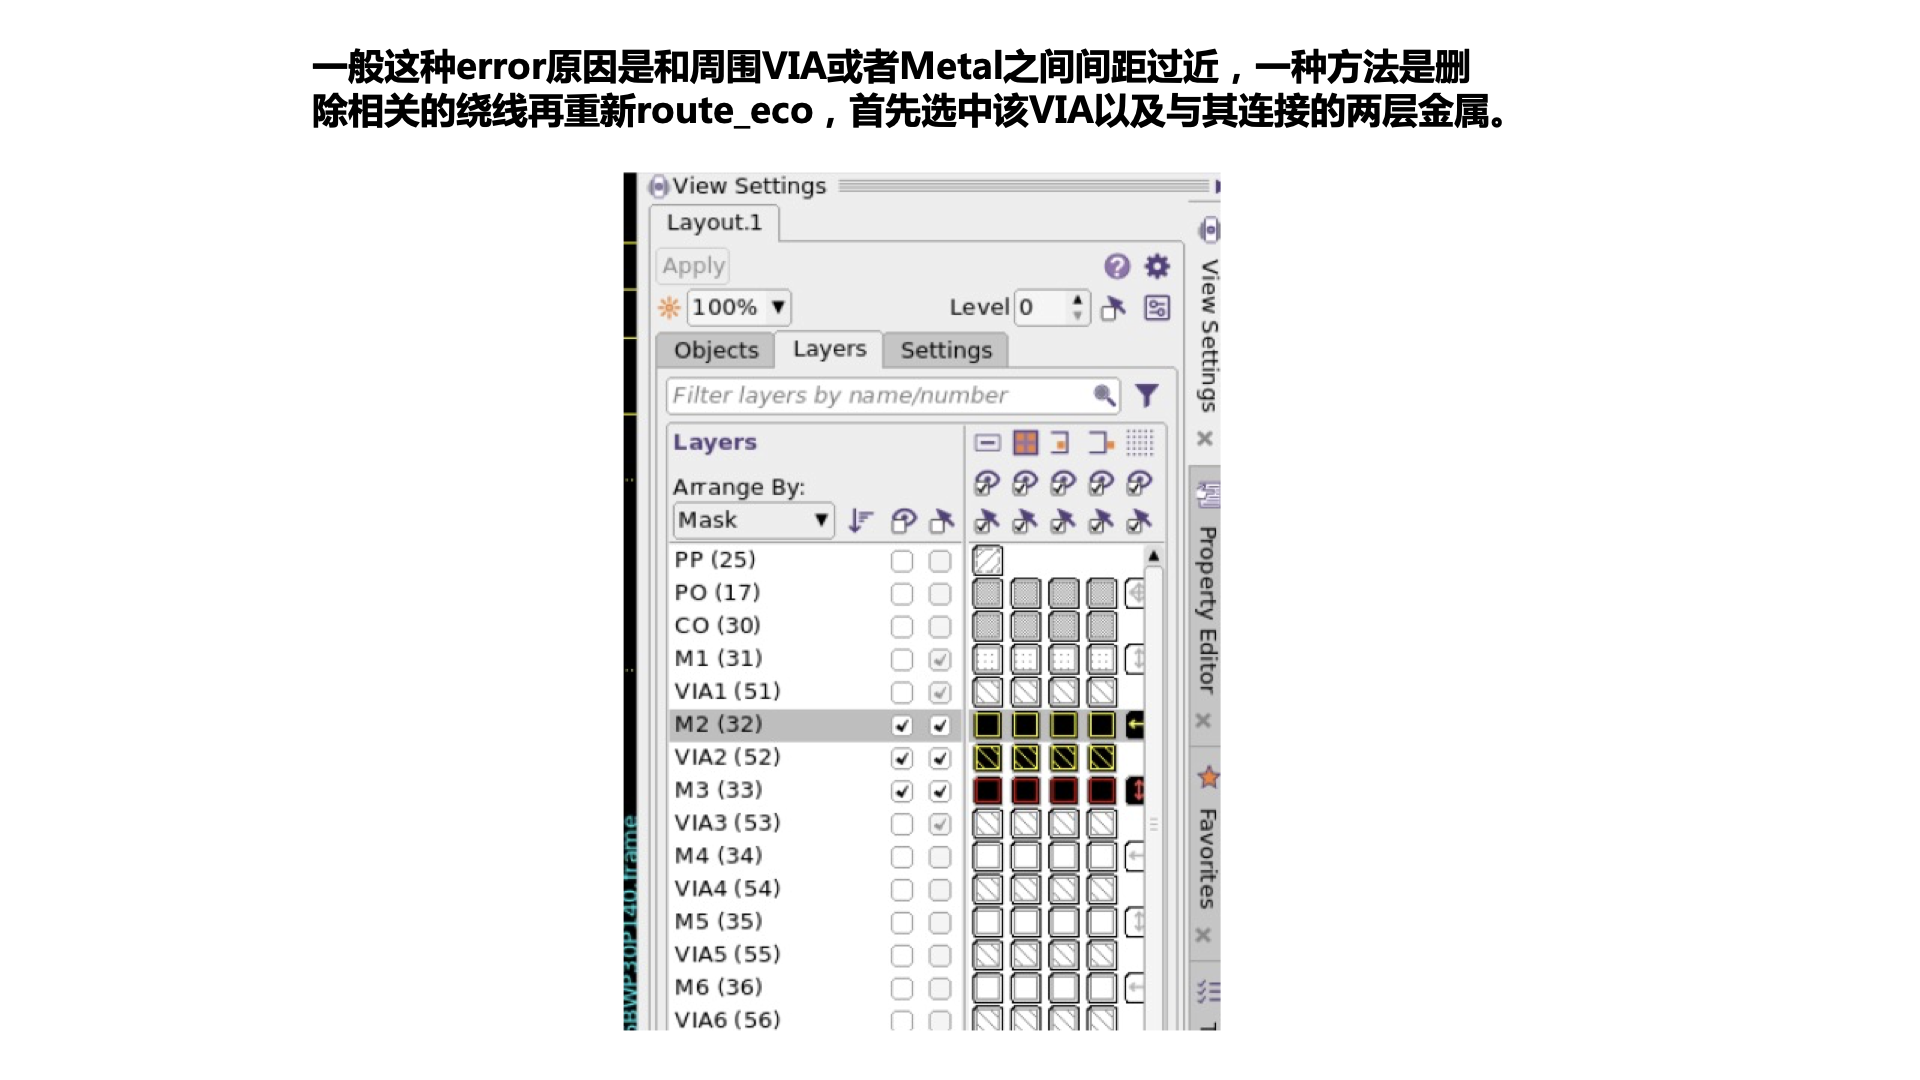 一般这种error原因是和周围VIA或者Metal之间间距过近，一种方法是删
除相关的绕线再重新route_eco，首先选中该VIA以及与其连接的两层金属。
View Settings
Layout.1
Apply
100%
Level 0
Objects Layers Settings
Filter layers by name/number
Layers
Arrange By:
Mask
PP (25)
PO (17)
CO (30)
M1 (31)
VIA1 (51)
M2 (32)
VIA2 (52)
M3 (33)
VIA3 (53)
M4 (34)
VIA4 (54)
M5 (35)
VIA5 (55)
M6 (36)
VIA6 (56)
View Settings
Property Editor
Favorites